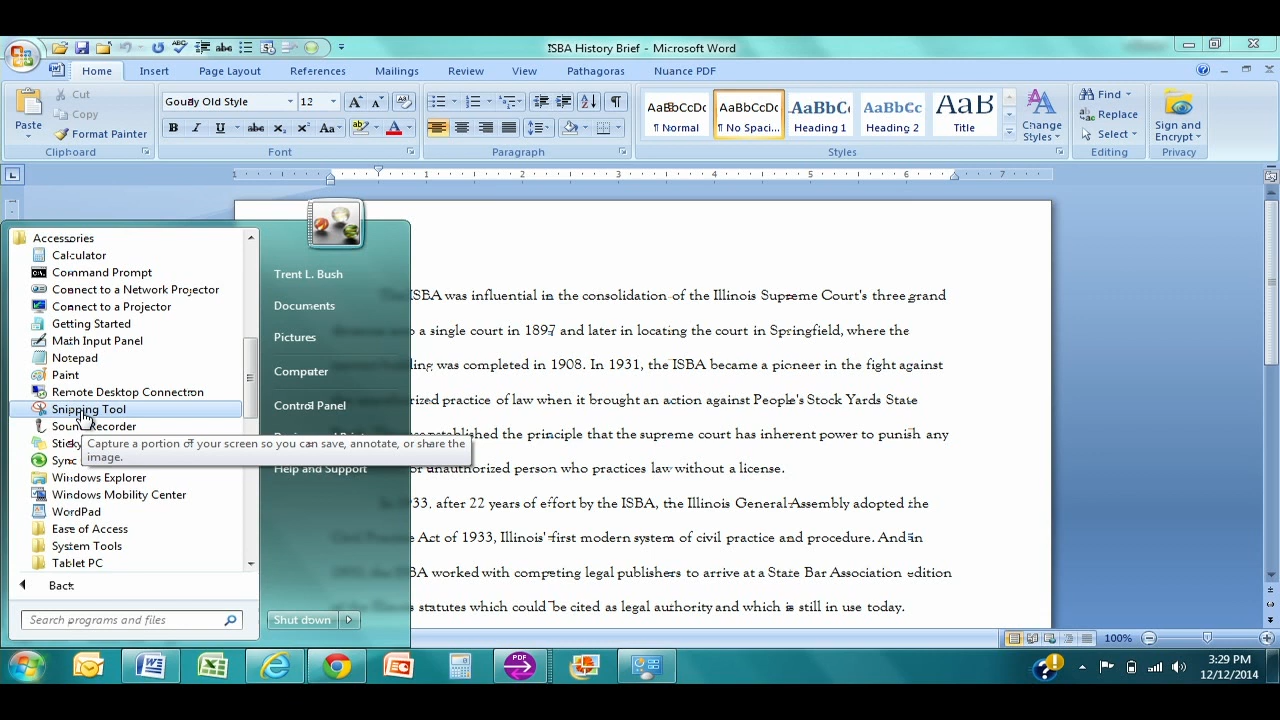 ISBA History Brief - Microsoft Word
Home Insert Page Layout References Mailings Review View Pathagoras Nuance PDF
Paste
Cut
Copy
Format Painter
Clipboard
Goudy Old Style 12
Font
Paragraph
AaBbCcDc AaBbCcDc AaBbC AaBbCc AaB
¶ Normal ¶ No Spaci... Heading 1 Heading 2 Title
Change Styles
Styles
Find
Replace
Select
Editing
Sign and Encrypt
Privacy
1 1 2 3 4 5 6 7
Accessories
Calculator
Command Prompt
Connect to a Network Projector
Connect to a Projector
Getting Started
Math Input Panel
Notepad
Paint
Remote Desktop Connection
Snipping Tool
Sound Recorder
Sticky
Sync
Windows Explorer
Windows Mobility Center
WordPad
Ease of Access
System Tools
Tablet PC
Back
Search programs and files
Capture a portion of your screen so you can save, annotate, or share the
image.
Trent L. Bush
Documents
Pictures
Computer
Control Panel
Help and Support
Shut down
ISBA was influential in the consolidation of the Illinois Supreme Court's three grand
a single court in 1897 and later in locating the court in Springfield, where the
was completed in 1908. In 1931, the ISBA became a pioneer in the fight against
practice of law when it brought an action against People's Stock Yards State
established the principle that the supreme court has inherent power to punish any
unauthorized person who practices law without a license.
33, after 22 years of effort by the ISBA, the Illinois General Assembly adopted the
Act of 1933, Illinois' first modern system of civil practice and procedure. And in
worked with competing legal publishers to arrive at a State Bar Association edition
statutes which could be cited as legal authority and which is still in use today.
100%
3:29 PM
12/12/2014